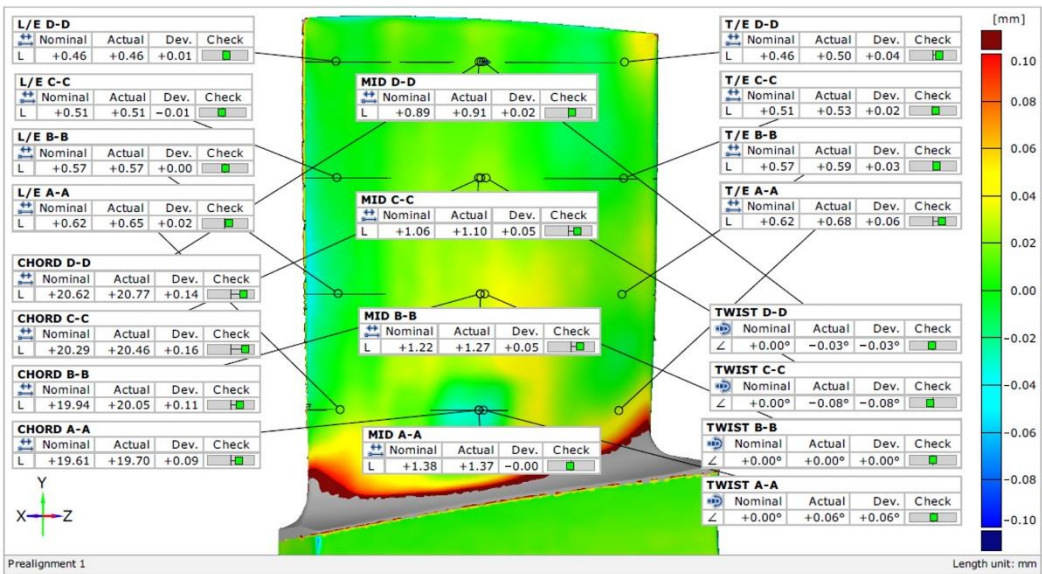 L/E D-D
Nominal Actual Dev. Check
L +0.46 +0.46 +0.01
L/E C-C
Nominal Actual Dev. Check
L +0.51 +0.51 −0.01
L/E B-B
Nominal Actual Dev. Check
L +0.57 +0.57 +0.00
L/E A-A
Nominal Actual Dev. Check
L +0.62 +0.65 +0.02
CHORD D-D
Nominal Actual Dev. Check
L +20.62 +20.77 +0.14
CHORD C-C
Nominal Actual Dev. Check
L +20.29 +20.46 +0.16
CHORD B-B
Nominal Actual Dev. Check
L +19.94 +20.05 +0.11
CHORD A-A
Nominal Actual Dev. Check
L +19.61 +19.70 +0.09
MID D-D
Nominal Actual Dev. Check
L +0.89 +0.91 +0.02
MID C-C
Nominal Actual Dev. Check
L +1.06 +1.10 +0.05
MID B-B
Nominal Actual Dev. Check
L +1.22 +1.27 +0.05
MID A-A
Nominal Actual Dev. Check
L +1.38 +1.37 −0.00
T/E D-D
Nominal Actual Dev. Check
L +0.46 +0.50 +0.04
T/E C-C
Nominal Actual Dev. Check
L +0.51 +0.53 +0.02
T/E B-B
Nominal Actual Dev. Check
L +0.57 +0.59 +0.03
T/E A-A
Nominal Actual Dev. Check
L +0.62 +0.68 +0.06
TWIST D-D
Nominal Actual Dev. Check
∠ +0.00° −0.03° −0.03°
TWIST C-C
Nominal Actual Dev. Check
∠ +0.00° −0.08° −0.08°
TWIST B-B
Nominal Actual Dev. Check
∠ +0.00° +0.00° +0.00°
TWIST A-A
Nominal Actual Dev. Check
∠ +0.00° +0.06° +0.06°
[mm]
0.10
0.08
0.06
0.04
0.02
0.00
−0.02
−0.04
−0.06
−0.08
−0.10
Y
X Z
Prealignment 1
Length unit: mm